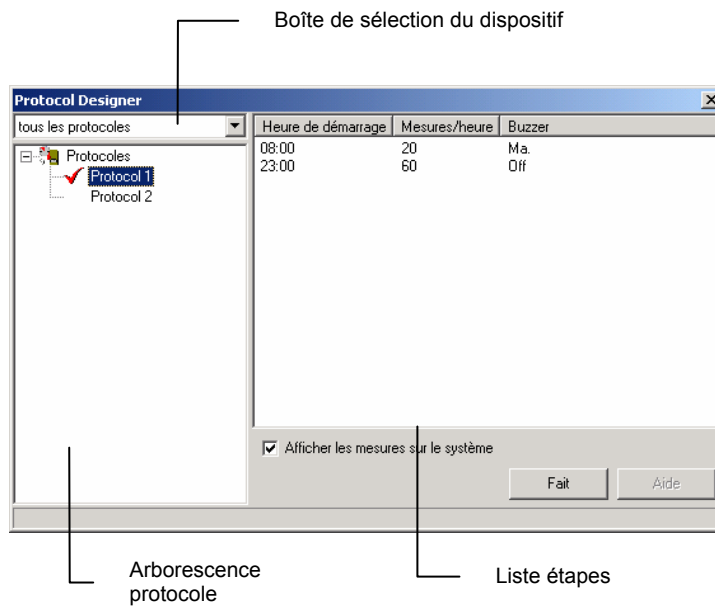 Boîte de sélection du dispositif
Protocol Designer
tous les protocoles
Heure de démarrage Mesures/heure Buzzer
Protocoles
08:00 20 Ma.
Protocol 1
23:00 60 Off
Protocol 2
Afficher les mesures sur le système
Fait Aide
Arborescence
protocole
Liste étapes